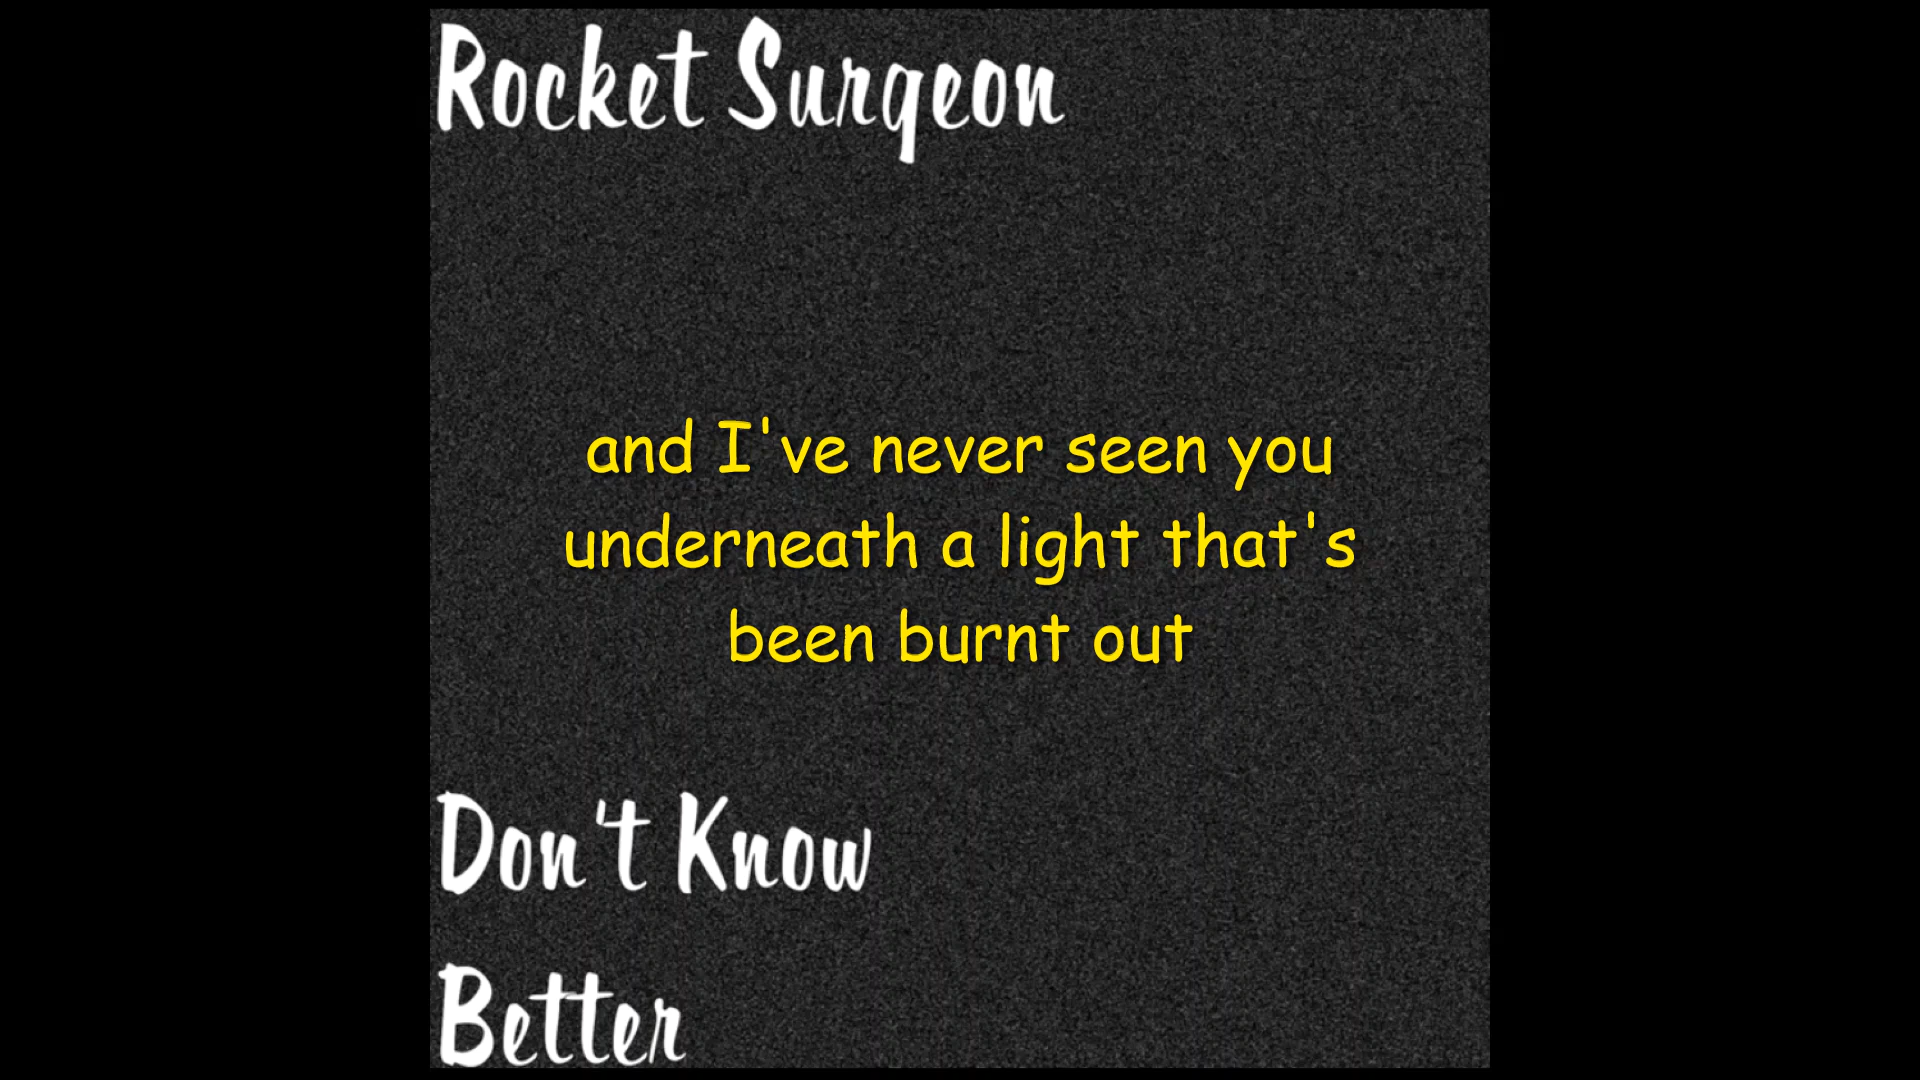 Rocket Surgeon
and I've never seen you
underneath a light that's
been burnt out
Don't Know
Better